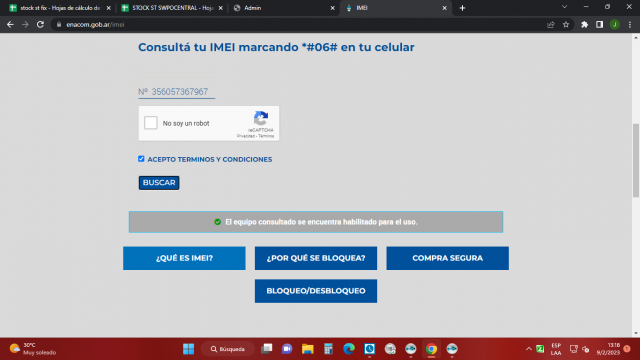 stock st fix - Hojas de cálculo de
STOCK ST SWPOCENTRAL - Hoja
Admin
IMEI
enacom.gob.ar/imei
J
Consultá tu IMEI marcando *#06# en tu celular
Nº 356057367967
No soy un robot
reCAPTCHA
Privacidad - Términos
ACEPTO TERMINOS Y CONDICIONES
BUSCAR
El equipo consultado se encuentra habilitado para el uso.
¿QUÉ ES IMEI?
¿POR QUÉ SE BLOQUEA?
COMPRA SEGURA
BLOQUEO/DESBLOQUEO
30°C
Muy soleado
Búsqueda
ESP
LAA
13:16
9/2/2023